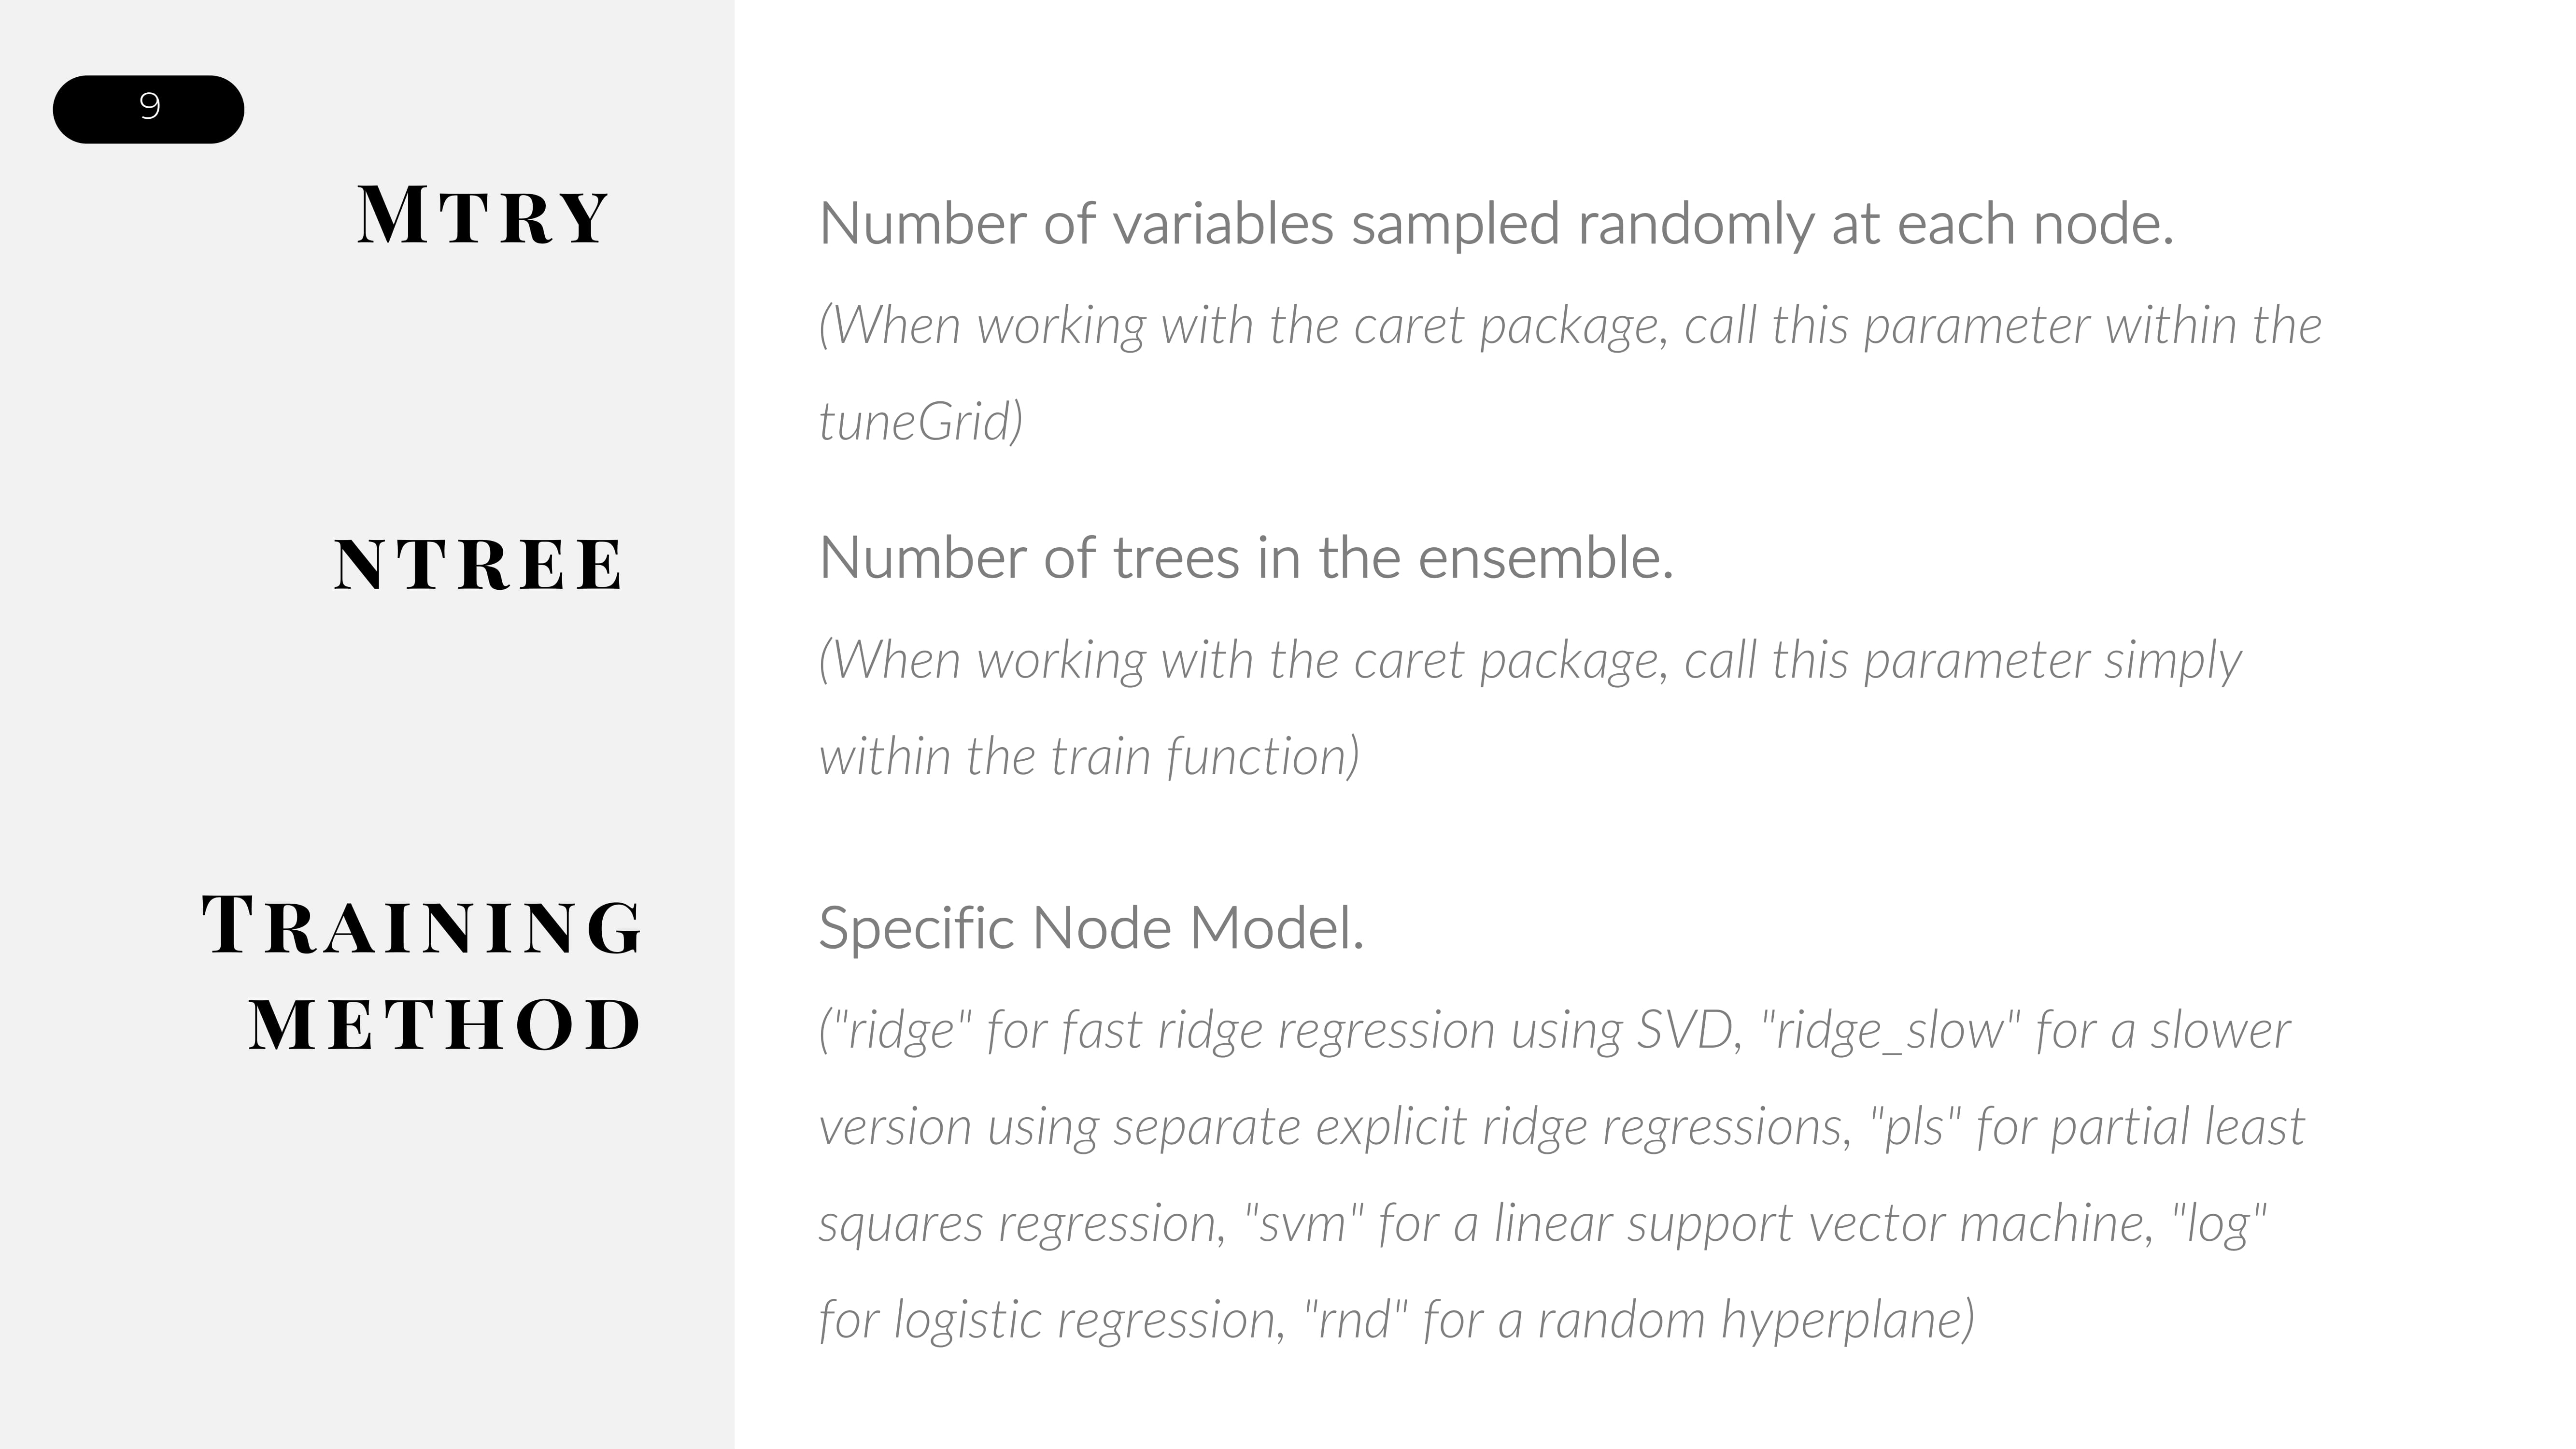 9
Mtry
Number of variables sampled randomly at each node.
(When working with the caret package, call this parameter within the
tuneGrid)
ntree
Number of trees in the ensemble.
(When working with the caret package, call this parameter simply
within the train function)
Training
method
Specific Node Model.
("ridge" for fast ridge regression using SVD, "ridge_slow" for a slower
version using separate explicit ridge regressions, "pls" for partial least
squares regression, "svm" for a linear support vector machine, "log"
for logistic regression, "rnd" for a random hyperplane)